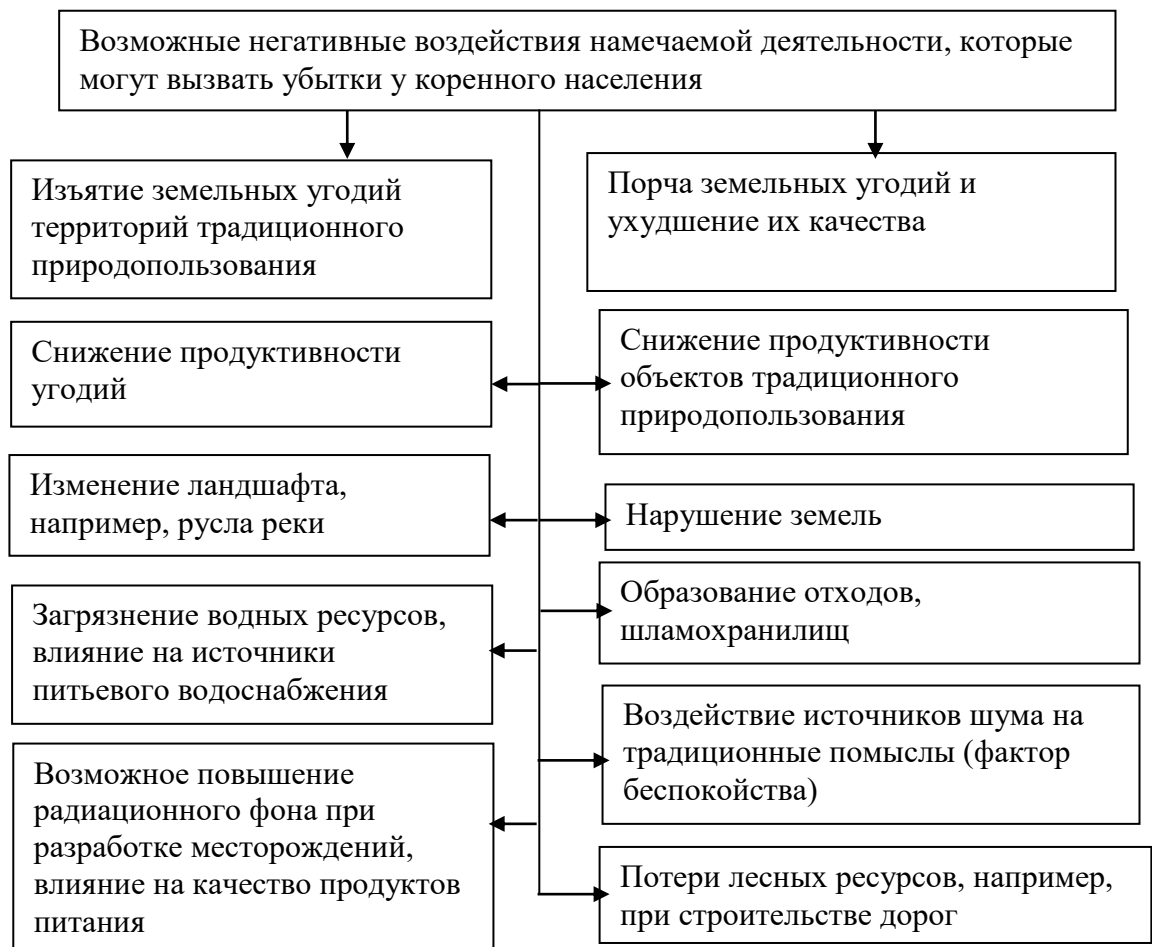 Возможные негативные воздействия намечаемой деятельности, которые
могут вызвать убытки у коренного населения
Изъятие земельных угодий
территорий традиционного
природопользования
Порча земельных угодий и
ухудшение их качества
Снижение продуктивности
угодий
Снижение продуктивности
объектов традиционного
природопользования
Изменение ландшафта,
например, русла реки
Нарушение земель
Образование отходов,
шламохранилищ
Загрязнение водных ресурсов,
влияние на источники
питьевого водоснабжения
Воздействие источников шума на
традиционные помыслы (фактор
беспокойства)
Возможное повышение
радиационного фона при
разработке месторождений,
влияние на качество продуктов
питания
Потери лесных ресурсов, например,
при строительстве дорог